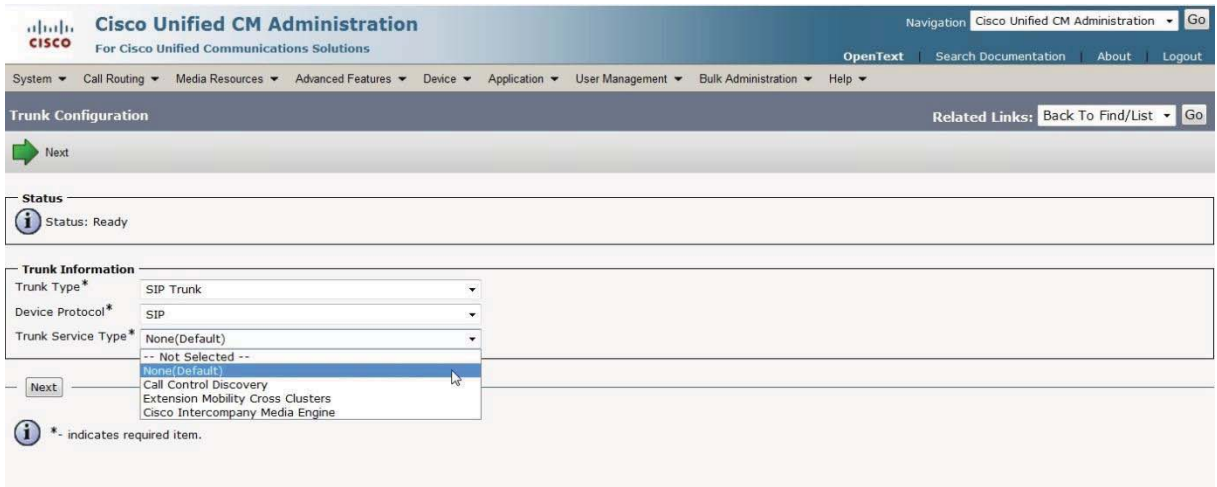 Cisco Unified CM Administration
Navigation Cisco Unified CM Administration Go
CISCO
For Cisco Unified Communications Solutions
OpenText | Search Documentation | About | Logout
System Call Routing Media Resources Advanced Features Device Application User Management Bulk Administration Help
Trunk Configuration
Related Links: Back To Find/List Go
Next
Status
i Status: Ready
Trunk Information
Trunk Type* SIP Trunk
Device Protocol* SIP
Trunk Service Type* None(Default)
-- Not Selected --
None(Default)
Call Control Discovery
Extension Mobility Cross Clusters
Cisco Intercompany Media Engine
Next
i *- indicates required item.